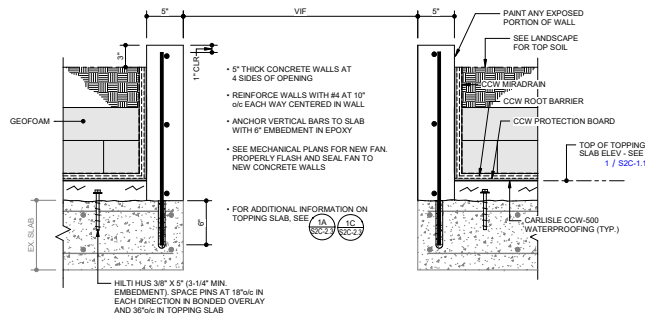 5"
VIF
5"
3"
1" CLR
PAINT ANY EXPOSED
PORTION OF WALL
SEE LANDSCAPE
FOR TOP SOIL
• 5" THICK CONCRETE WALLS AT
4 SIDES OF OPENING
• REINFORCE WALLS WITH #4 AT 10"
o/c EACH WAY CENTERED IN WALL
• ANCHOR VERTICAL BARS TO SLAB
WITH 6" EMBEDMENT IN EPOXY
• SEE MECHANICAL PLANS FOR NEW FAN.
PROPERLY FLASH AND SEAL FAN TO
NEW CONCRETE WALLS
• FOR ADDITIONAL INFORMATION ON
TOPPING SLAB, SEE
1A
S2C-2.3
1C
S2C-2.3
CCW MIRADRAIN
CCW ROOT BARRIER
CCW PROTECTION BOARD
GEOFOAM
TOP OF TOPPING
SLAB ELEV - SEE
1 / S2C-1.1
6"
EX. SLAB
CARLISLE CCW-500
WATERPROOFING (TYP.)
HILTI HUS 3/8" X 5" (3-1/4" MIN.
EMBEDMENT). SPACE PINS AT 18"o/c IN
EACH DIRECTION IN BONDED OVERLAY
AND 36"o/c IN TOPPING SLAB